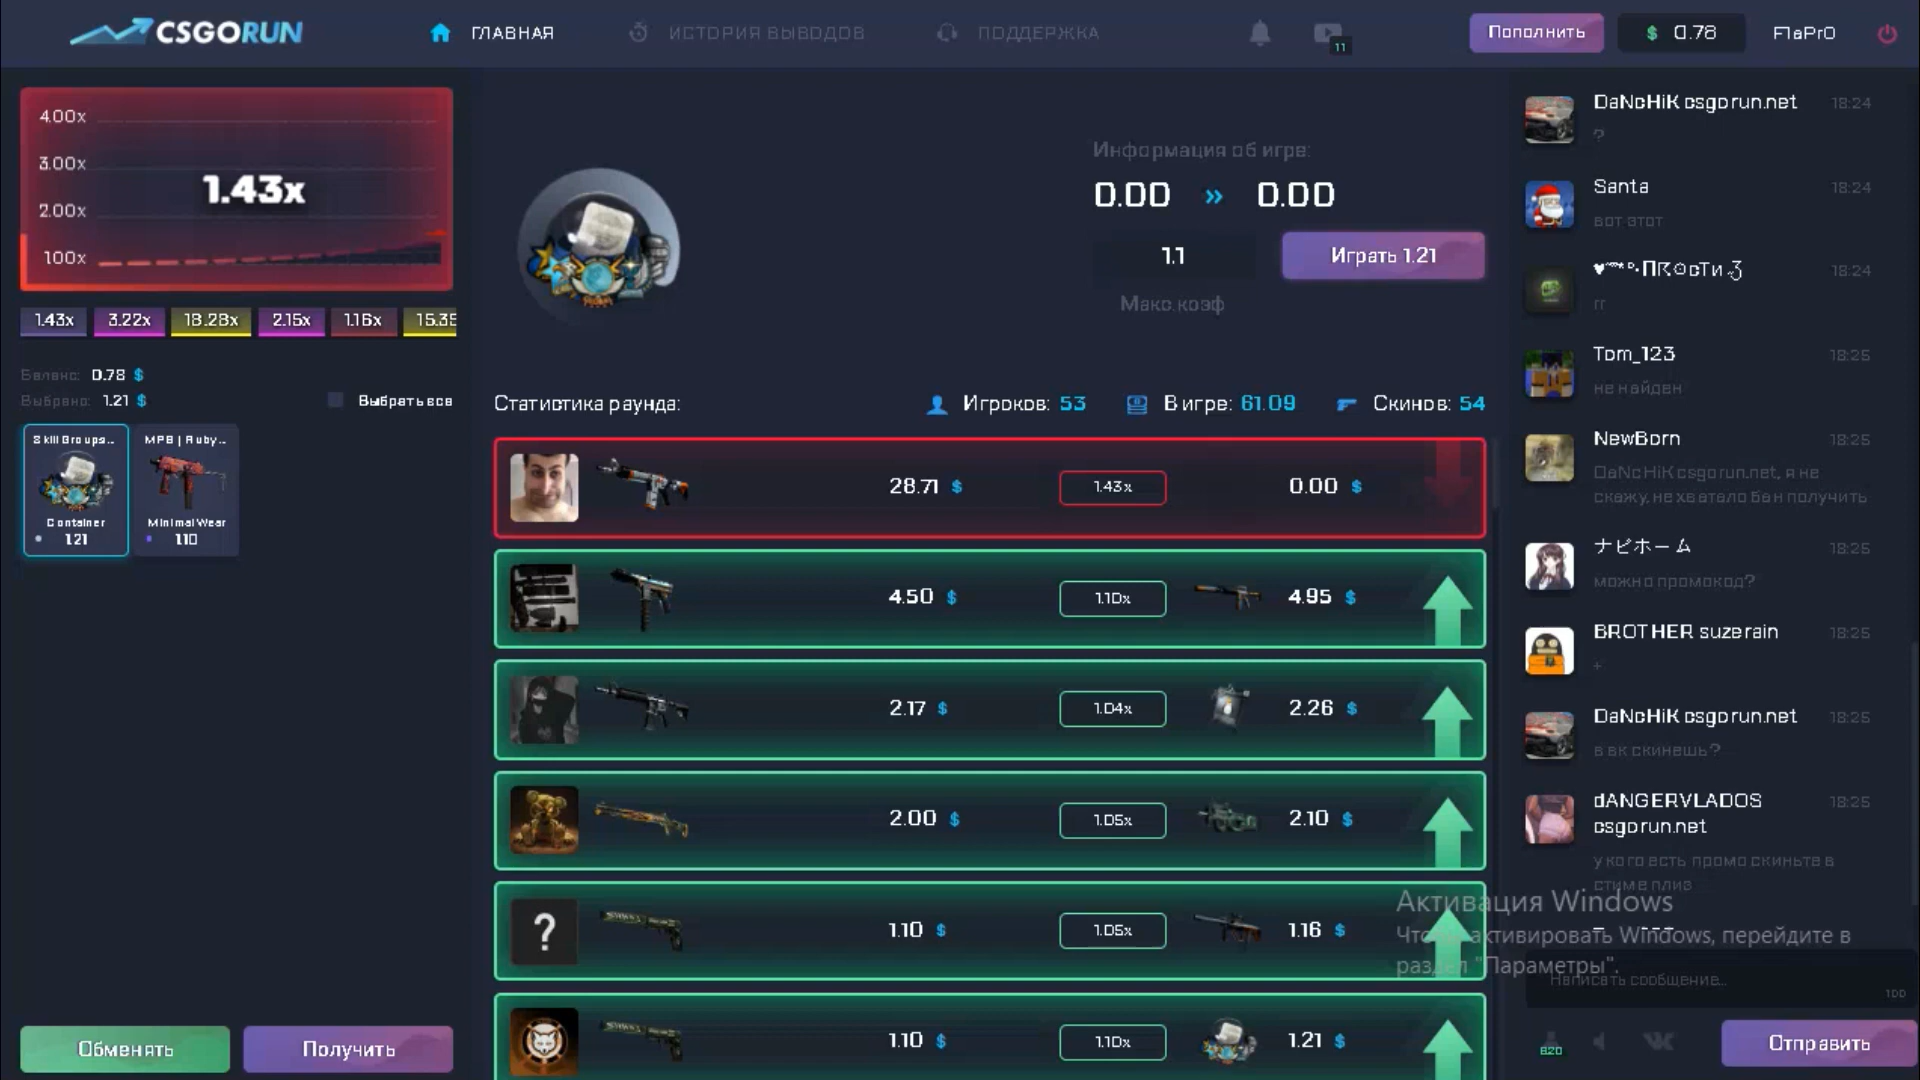 CSGORUN
ГЛАВНАЯ
ИСТОРИЯ ВЫВОДОВ
ПОДДЕРЖКА
11
Пополнить
$ 0.78
FlaPrO
4.00x
3.00x
2.00x
1.00x
1.43x
1.43x
3.22x
18.28x
2.15x
1.16x
15.35
Баланс: 0.78 $
Выбрано: 1.21 $
Выбрать все
Skill Groups...
Container
1.21
MP9 | Ruby...
Minimal Wear
1.10
Обменять
Получить
Информация об игре:
0.00 » 0.00
1.1
Играть 1.21
Макс.коэф
Статистика раунда:
Игроков: 53
В игре: 61.09
Скинов: 54
28.71 $
1.43x
0.00 $
4.50 $
1.10x
4.95 $
2.17 $
1.04x
2.26 $
2.00 $
1.05x
2.10 $
?
1.10 $
1.05x
1.16 $
1.10 $
1.10x
1.21 $
DaNcHiK csgorun.net 18:24
?
Santa 18:24
вот этот
18:24
гг
Tom_123 18:25
не найден
NewBorn 18:25
DaNcHiK csgorun.net, я не
скажу, не хватало бан получить
ナビホーム 18:25
можно промокод?
BROTHER suzerain 18:25
+
DaNcHiK csgorun.net 18:25
в вк скинешь?
dANGERVLADOS 18:25
csgorun.net
у кого есть промо скиньте в
стиме плиз
Активация Windows
Чтобы активировать Windows, перейдите в
раздел "Параметры".
Написать сообщение...
100
820
Отправить